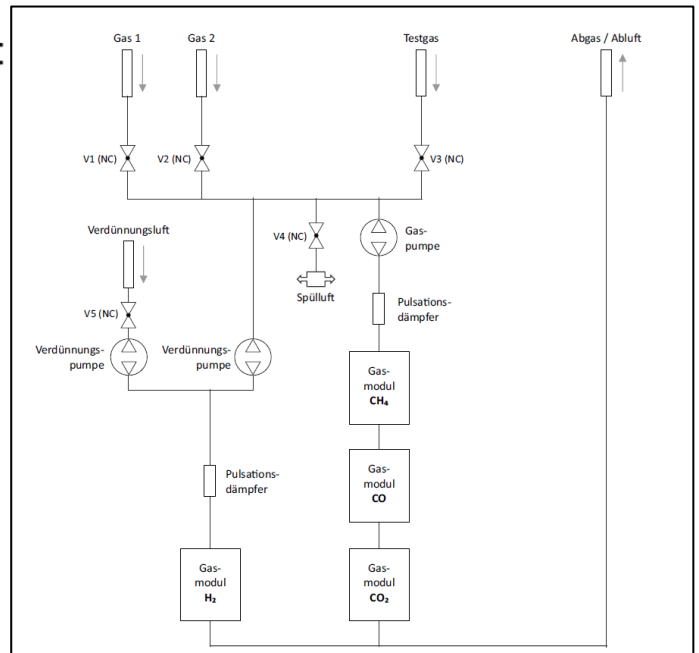 :
Gas 1
Gas 2
Testgas
Abgas / Abluft
V1 (NC)
V2 (NC)
V3 (NC)
Verdünnungsluft
V4 (NC)
Gas-
pumpe
Spülluft
Pulsations-
dämpfer
V5 (NC)
Verdünnungs-
pumpe
Verdünnungs-
pumpe
Gas-
modul
CH₄
Pulsations-
dämpfer
Gas-
modul
CO
Gas-
modul
H₂
Gas-
modul
CO₂